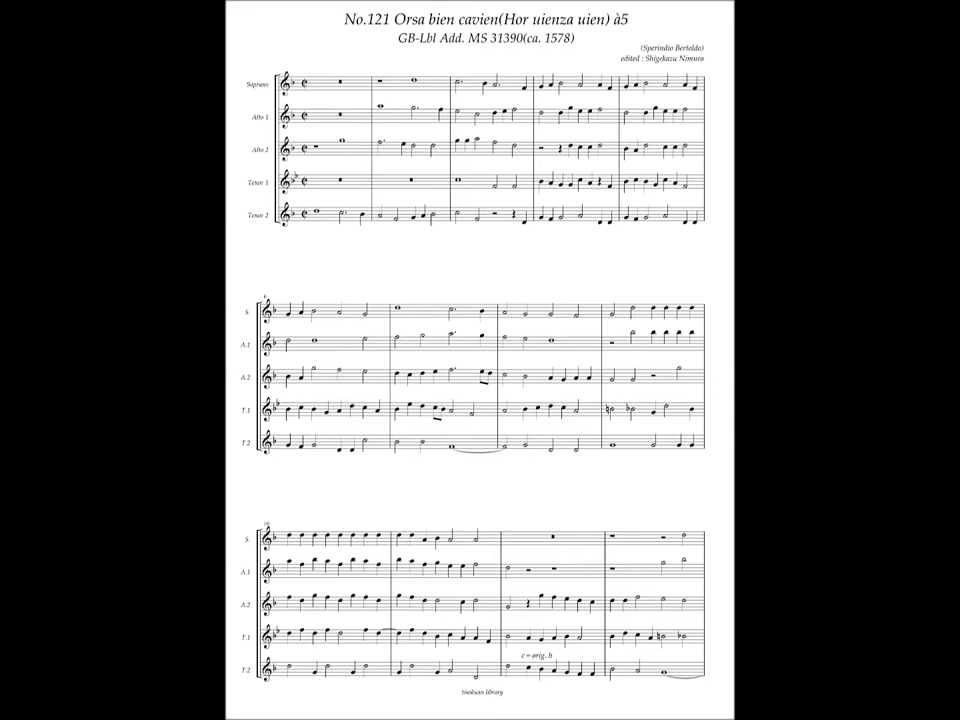 No.121 Orsa bien cavien(Hor uienza uien) à5
GB-Lbl Add. MS 31390(ca. 1578)
(Sperindio Bertoldo)
edited : Shigekazu Nimura
Soprano
Alto 1
Alto 2
Tenor 1
Tenor 2
6
S.
A.1
A.2
T.1
T.2
10
S.
A.1
A.2
T.1
c = orig. h
T.2
tisokuan library